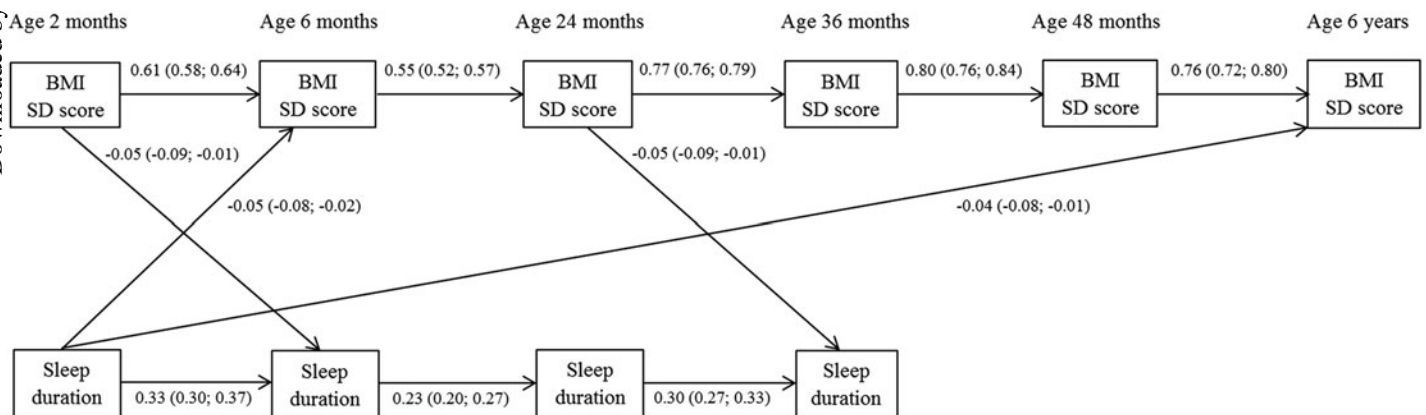 Age 2 months
Age 6 months
Age 24 months
Age 36 months
Age 48 months
Age 6 years
BMI
SD score
0.61 (0.58; 0.64)
BMI
SD score
0.55 (0.52; 0.57)
BMI
SD score
0.77 (0.76; 0.79)
BMI
SD score
0.80 (0.76; 0.84)
BMI
SD score
0.76 (0.72; 0.80)
BMI
SD score
-0.05 (-0.09; -0.01)
-0.05 (-0.09; -0.01)
-0.05 (-0.08; -0.02)
-0.04 (-0.08; -0.01)
Sleep
duration
0.33 (0.30; 0.37)
Sleep
duration
0.23 (0.20; 0.27)
Sleep
duration
0.30 (0.27; 0.33)
Sleep
duration